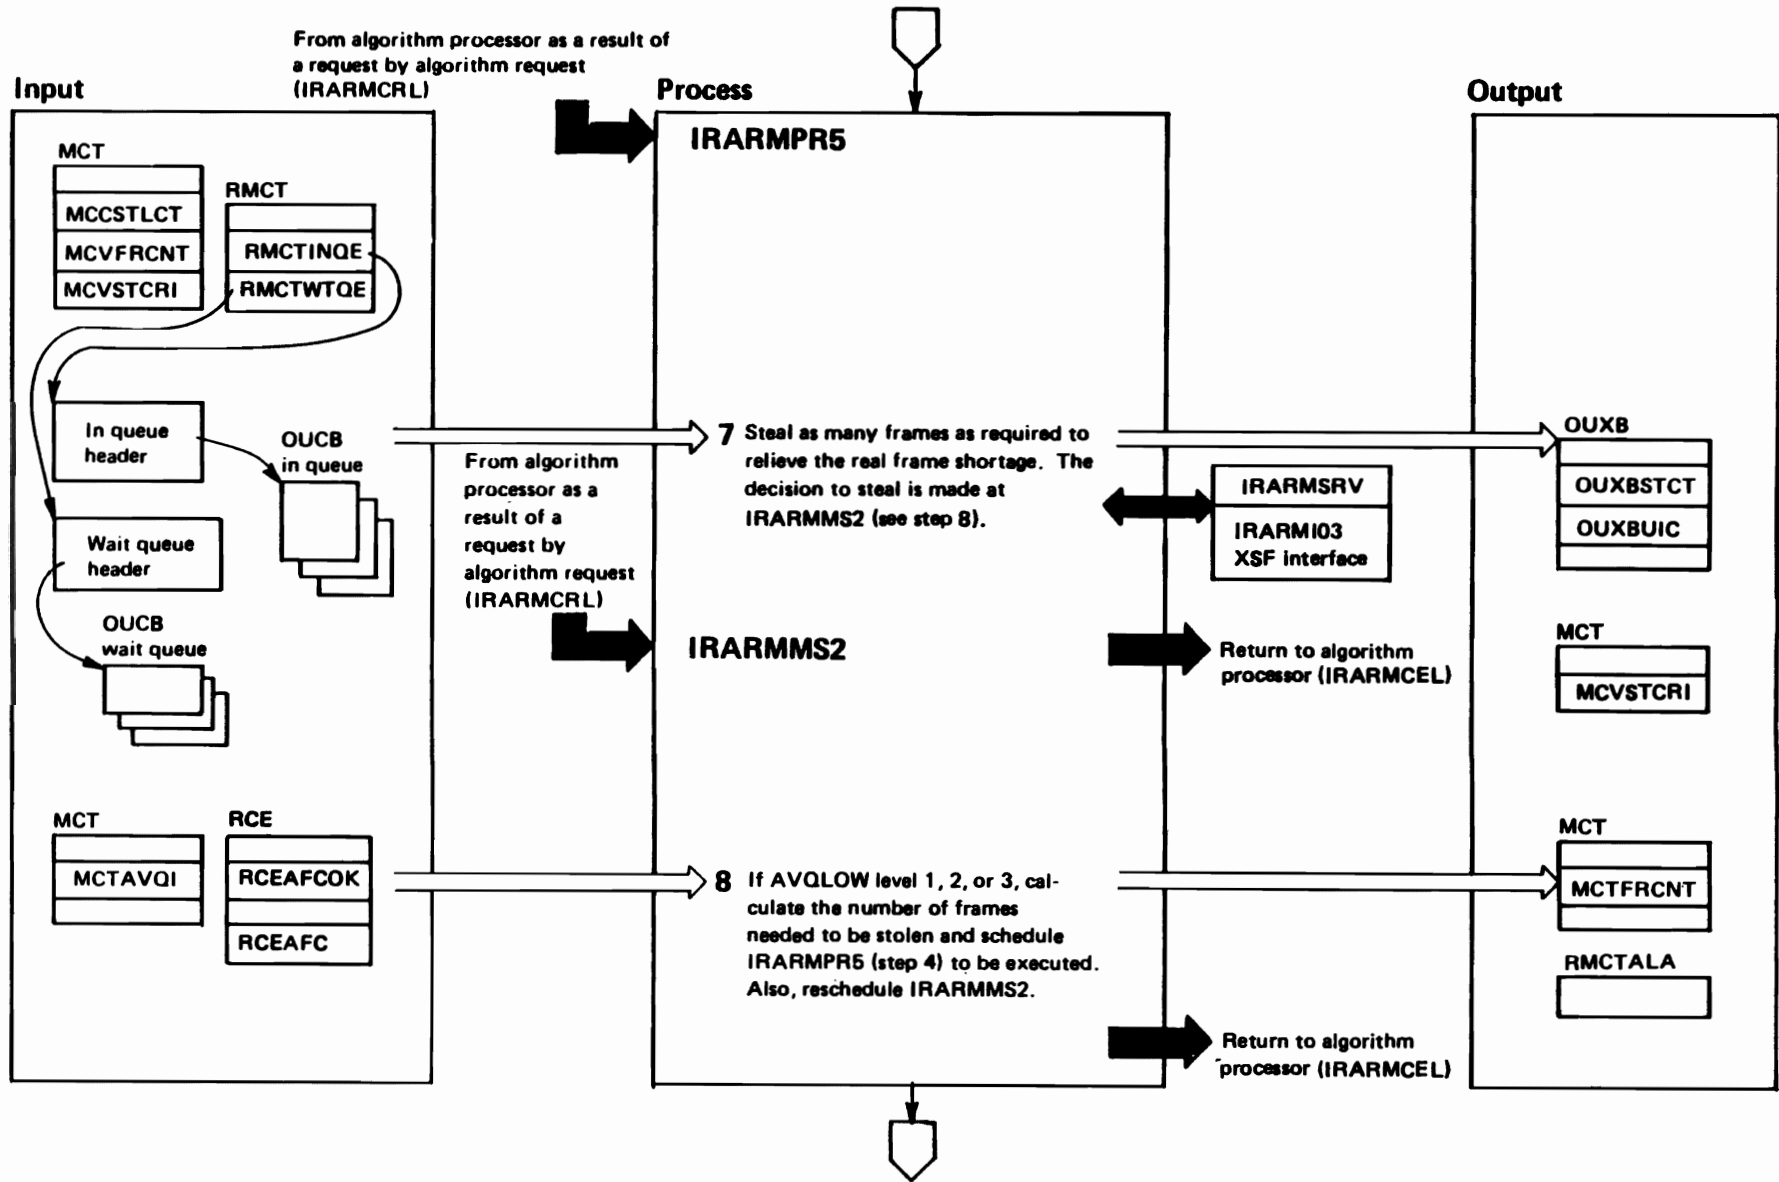 From algorithm processor as a result of
a request by algorithm request
(IRARMCRL)
Input
Process
Output
IRARMPR5
MCT
MCCSTLCT
MCVFRCNT
MCVSTCRI
RMCT
RMCTINQE
RMCTWTQE
In queue
header
OUCB
in queue
Wait queue
header
OUCB
wait queue
From algorithm
processor as a
result of a
request by
algorithm request
(IRARMCRL)
7 Steal as many frames as required to
relieve the real frame shortage. The
decision to steal is made at
IRARMMS2 (see step 8).
IRARMSRV
IRARMI03
XSF interface
OUXB
OUXBSTCT
OUXBUIC
IRARMMS2
Return to algorithm
processor (IRARMCEL)
MCT
MCVSTCRI
MCT
MCTAVQI
RCE
RCEAFCOK
RCEAFC
8 If AVQLOW level 1, 2, or 3, cal-
culate the number of frames
needed to be stolen and schedule
IRARMPR5 (step 4) to be executed.
Also, reschedule IRARMMS2.
MCT
MCTFRCNT
RMCTALA
Return to algorithm
processor (IRARMCEL)